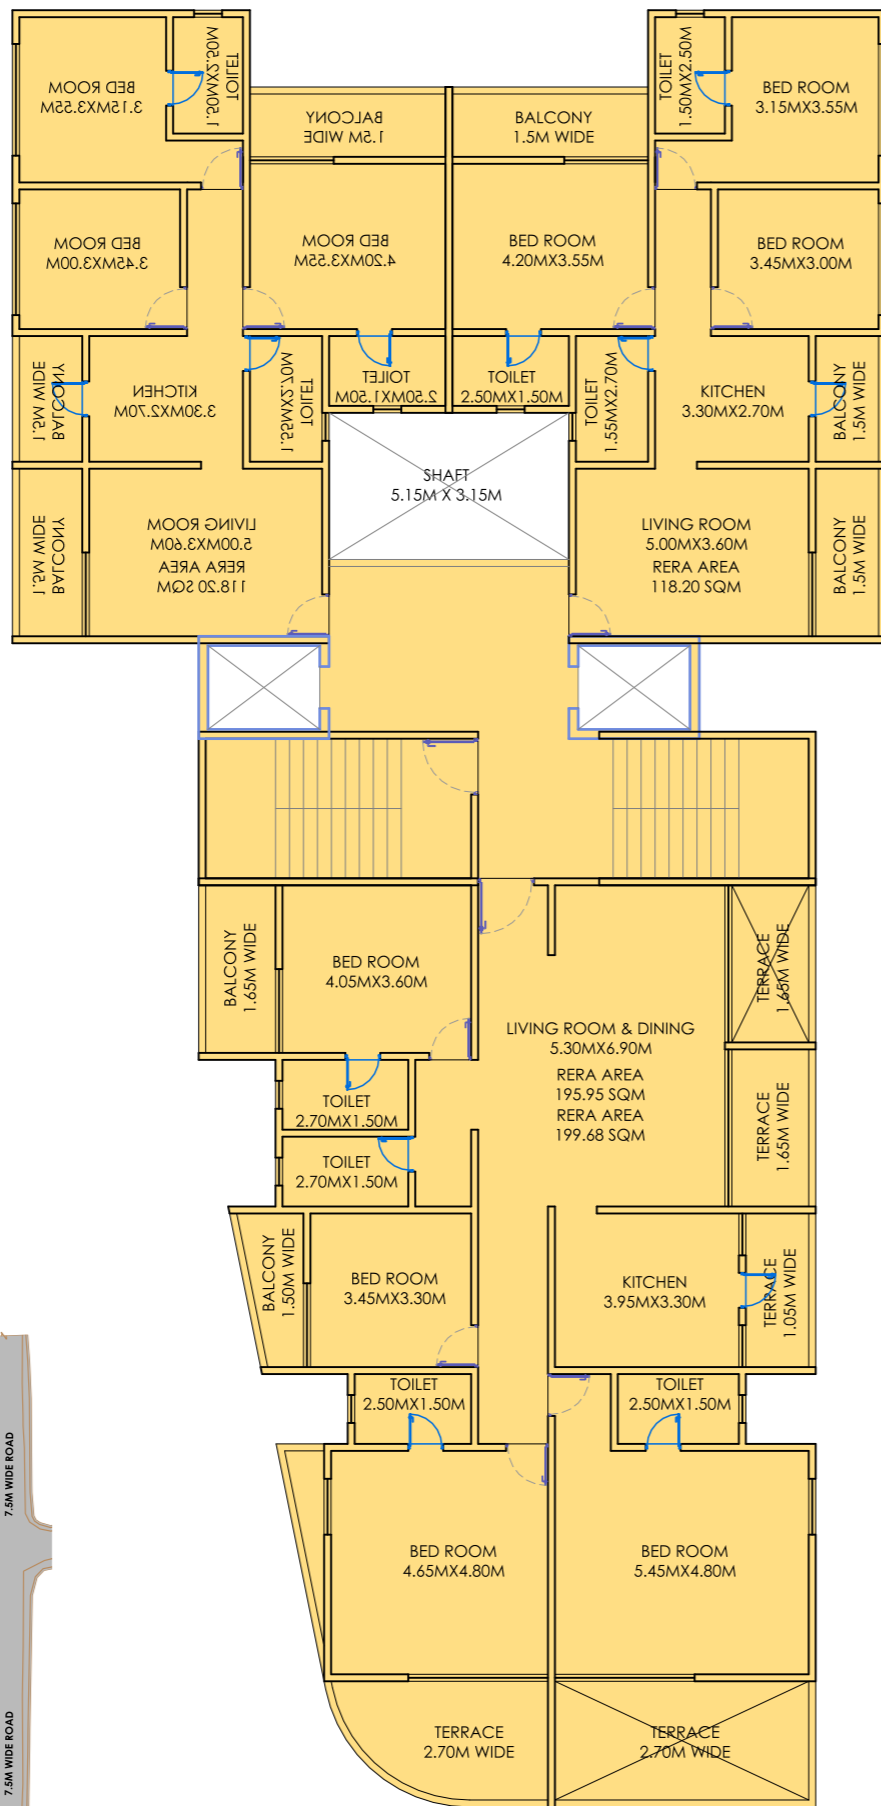 BED ROOM
3.15MX3.55M
TOILET
1.50MX2.50M
BALCONY
1.5M WIDE
BALCONY
1.5M WIDE
TOILET
1.50MX2.50M
BED ROOM
3.15MX3.55M
BED ROOM
3.45MX3.00M
BED ROOM
4.20MX3.55M
BED ROOM
4.20MX3.55M
BED ROOM
3.45MX3.00M
BALCONY
1.5M WIDE
KITCHEN
3.30MX2.70M
TOILET
1.55MX2.70M
TOILET
2.50MX1.50M
TOILET
2.50MX1.50M
TOILET
1.55MX2.70M
KITCHEN
3.30MX2.70M
BALCONY
1.5M WIDE
SHAFT
5.15M X 3.15M
BALCONY
1.5M WIDE
LIVING ROOM
5.00MX3.60M
RERA AREA
118.20 SQM
LIVING ROOM
5.00MX3.60M
RERA AREA
118.20 SQM
BALCONY
1.5M WIDE
BALCONY
1.65M WIDE
BED ROOM
4.05MX3.60M
TERRACE
1.65M WIDE
LIVING ROOM & DINING
5.30MX6.90M
RERA AREA
195.95 SQM
RERA AREA
199.68 SQM
TOILET
2.70MX1.50M
TERRACE
1.65M WIDE
TOILET
2.70MX1.50M
BALCONY
1.50M WIDE
BED ROOM
3.45MX3.30M
KITCHEN
3.95MX3.30M
TERRACE
1.05M WIDE
TOILET
2.50MX1.50M
TOILET
2.50MX1.50M
7.5M WIDE ROAD
BED ROOM
4.65MX4.80M
BED ROOM
5.45MX4.80M
TERRACE
2.70M WIDE
TERRACE
2.70M WIDE
7.5M WIDE ROAD